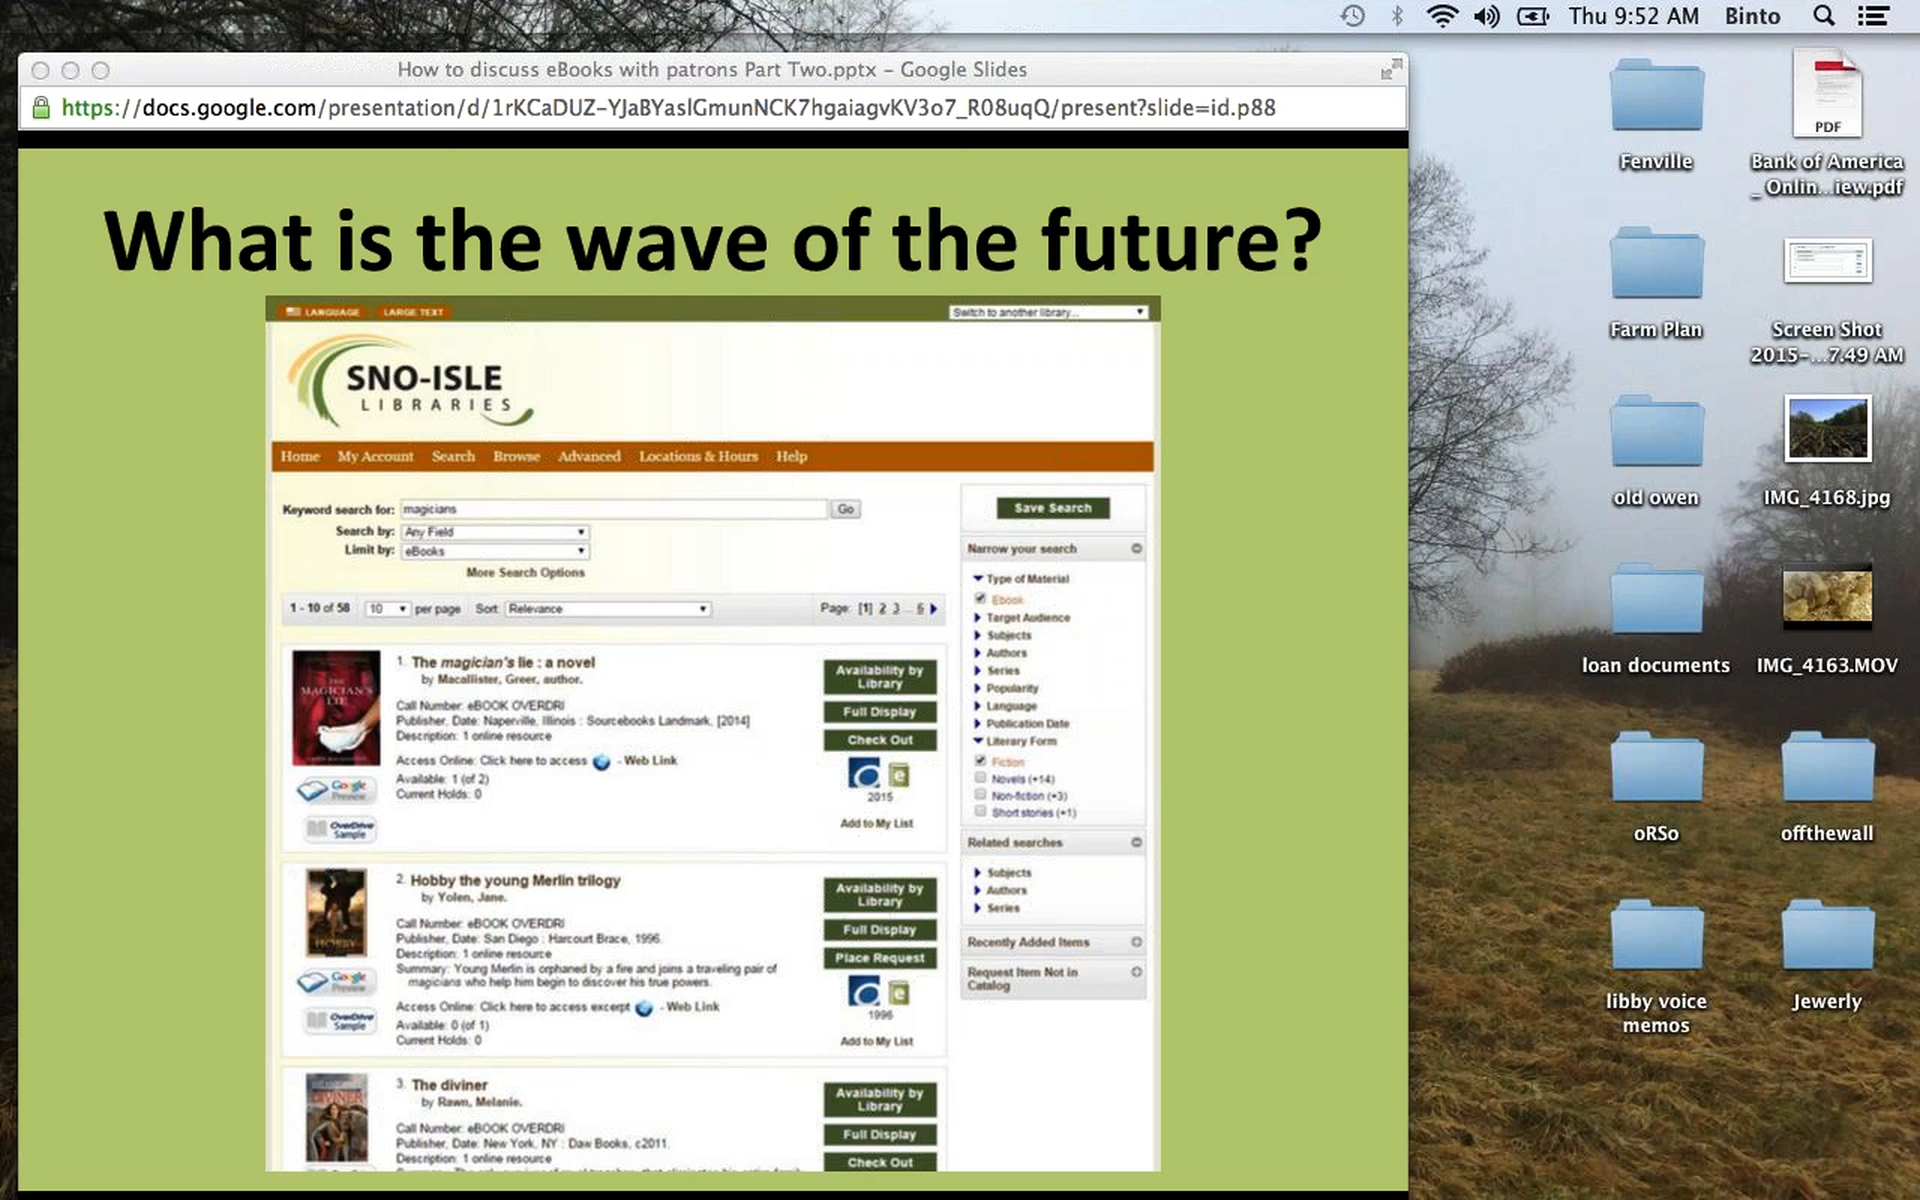 Thu 9:52 AM Binto
How to discuss eBooks with patrons Part Two.pptx – Google Slides
https://docs.google.com/presentation/d/1rKCaDUZ-YJaBYaslGmunNCK7hgaiagvKV3o7_R08uqQ/present?slide=id.p88
What is the wave of the future?
LANGUAGE LARGE TEXT
Switch to another library...
SNO-ISLE
LIBRARIES
Home My Account Search Browse Advanced Locations & Hours Help
Keyword search for: magicians Go
Search by: Any Field
Limit by: eBooks
More Search Options
1 - 10 of 58 10 per page Sort: Relevance Page: [1] 2 3 ... 6
1. The magician's lie : a novel
by Macallister, Greer, author.
Call Number: eBOOK OVERDRI
Publisher, Date: Naperville, Illinois : Sourcebooks Landmark, [2014]
Description: 1 online resource
Access Online: Click here to access - Web Link
Available: 1 (of 2)
Current Holds: 0
THE
MAGICIAN'S
LIE
Google
Preview
OverDrive
Sample
Availability by
Library
Full Display
Check Out
2015
Add to My List
2. Hobby the young Merlin trilogy
by Yolen, Jane.
Call Number: eBOOK OVERDRI
Publisher, Date: San Diego : Harcourt Brace, 1996.
Description: 1 online resource
Summary: Young Merlin is orphaned by a fire and joins a traveling pair of
magicians who help him begin to discover his true powers.
Access Online: Click here to access excerpt - Web Link
Available: 0 (of 1)
Current Holds: 0
HOBBY
Google
Preview
OverDrive
Sample
Availability by
Library
Full Display
Place Request
1996
Add to My List
3. The diviner
by Rawn, Melanie.
Call Number: eBOOK OVERDRI
Publisher, Date: New York, NY : Daw Books, c2011.
Description: 1 online resource
DIVINER
Availability by
Library
Full Display
Check Out
Save Search
Narrow your search
Type of Material
Ebook
Target Audience
Subjects
Authors
Series
Popularity
Language
Publication Date
Literary Form
Fiction
Novels (+14)
Non-fiction (+3)
Short stories (+1)
Related searches
Subjects
Authors
Series
Recently Added Items
Request Item Not in
Catalog
Fenville
PDF
Bank of America
_ Onlin...iew.pdf
Farm Plan
Screen Shot
2015-...7.49 AM
old owen
IMG_4168.jpg
loan documents
IMG_4163.MOV
oRSo
offthewall
libby voice
memos
Jewerly